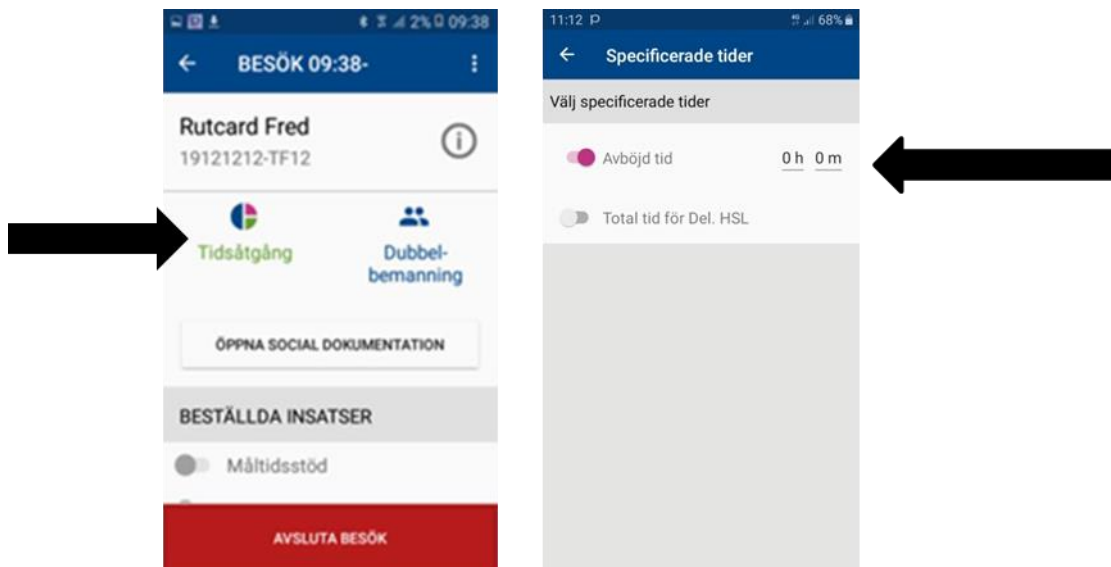 2% 09:38
BESÖK 09:38-
Rutcard Fred
19121212-TF12
Tidsåtgång
Dubbel-
bemanning
ÖPPNA SOCIAL DOKUMENTATION
BESTÄLLDA INSATSER
Måltidsstöd
AVSLUTA BESÖK
11:12 P 68%
Specificerade tider
Välj specificerade tider
Avböjd tid 0 h 0 m
Total tid för Del. HSL